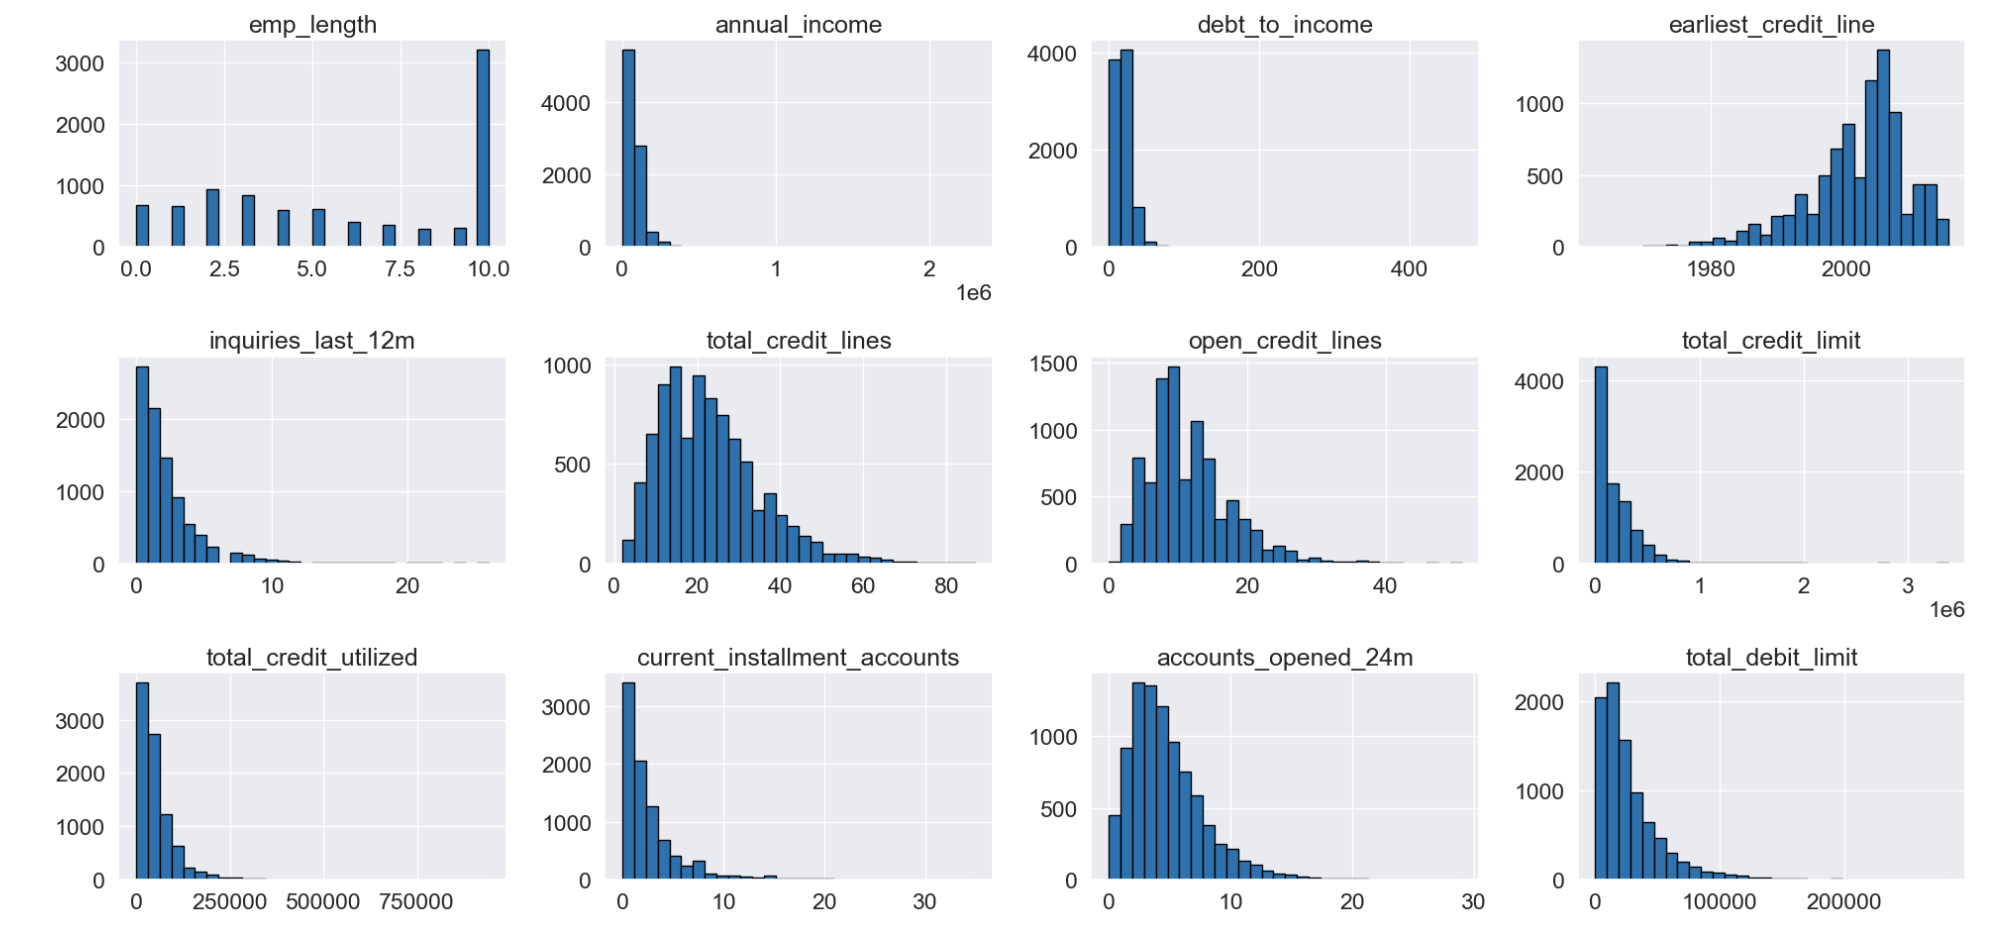 emp_length
3000
2000
1000
0
0.0 2.5 5.0 7.5 10.0
annual_income
4000
2000
0
0 1 2
1e6
debt_to_income
4000
2000
0
0 200 400
earliest_credit_line
1000
500
0
1980 2000
inquiries_last_12m
2000
1000
0
0 10 20
total_credit_lines
1000
500
0
0 20 40 60 80
open_credit_lines
1500
1000
500
0
0 20 40
total_credit_limit
4000
2000
0
0 1 2 3
1e6
total_credit_utilized
3000
2000
1000
0
0 250000 500000 750000
current_installment_accounts
3000
2000
1000
0
0 10 20 30
accounts_opened_24m
1000
500
0
0 10 20 30
total_debit_limit
2000
1000
0
0 100000 200000